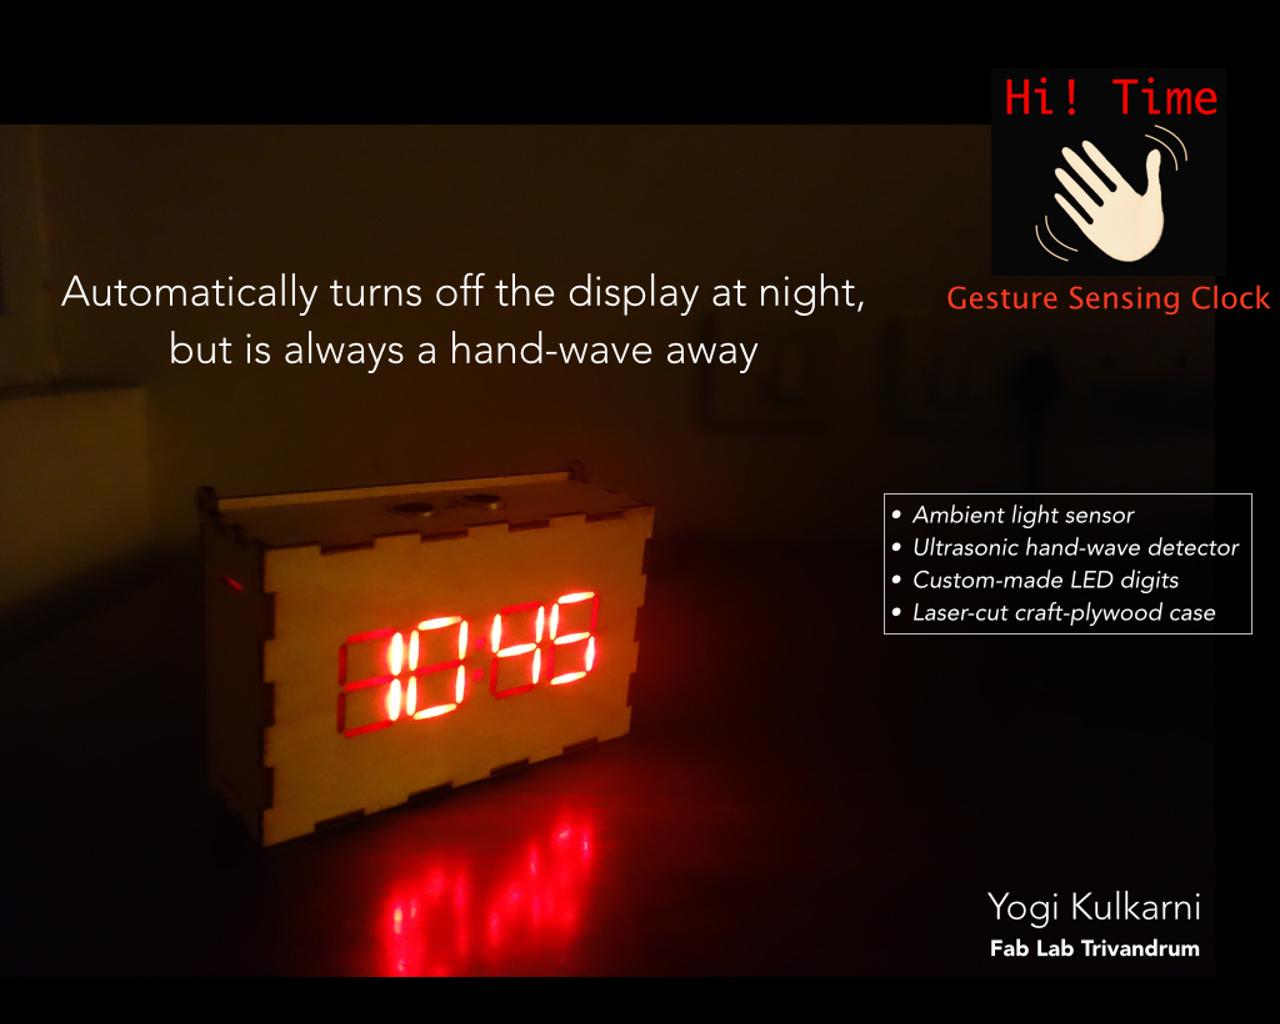 Hi! Time
Gesture Sensing Clock
Automatically turns off the display at night,
but is always a hand-wave away
• Ambient light sensor
• Ultrasonic hand-wave detector
• Custom-made LED digits
• Laser-cut craft-plywood case
10:45
Yogi Kulkarni
Fab Lab Trivandrum